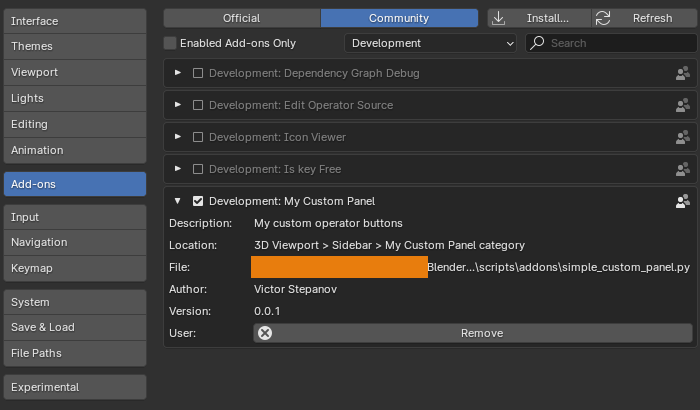 Interface
Themes
Viewport
Lights
Editing
Animation
Add-ons
Input
Navigation
Keymap
System
Save & Load
File Paths
Experimental
Official
Community
Install...
Refresh
Enabled Add-ons Only
Development
Search
Development: Dependency Graph Debug
Development: Edit Operator Source
Development: Icon Viewer
Development: Is key Free
Development: My Custom Panel
Description: My custom operator buttons
Location: 3D Viewport > Sidebar > My Custom Panel category
File: Blender...\scripts\addons\simple_custom_panel.py
Author: Victor Stepanov
Version: 0.0.1
User: Remove